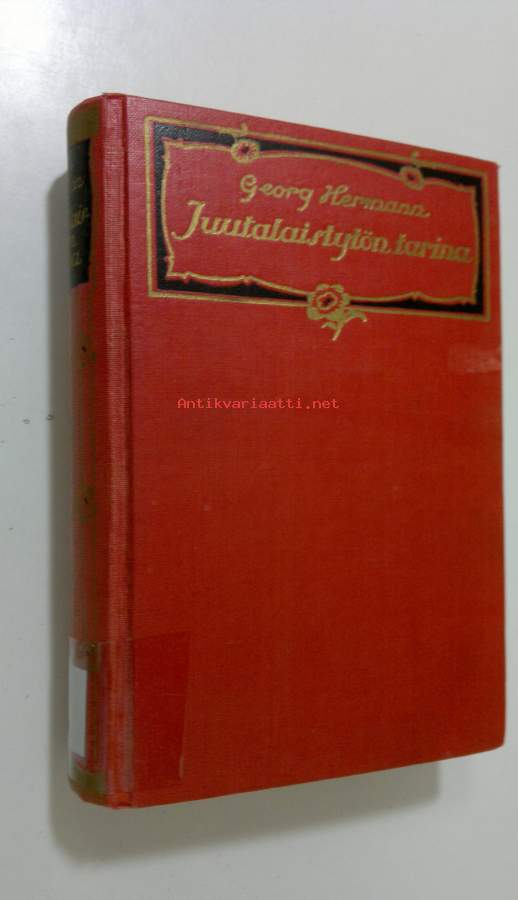 Georg Hermann
Juutalaistytön tarina
Antikvariaatti.net